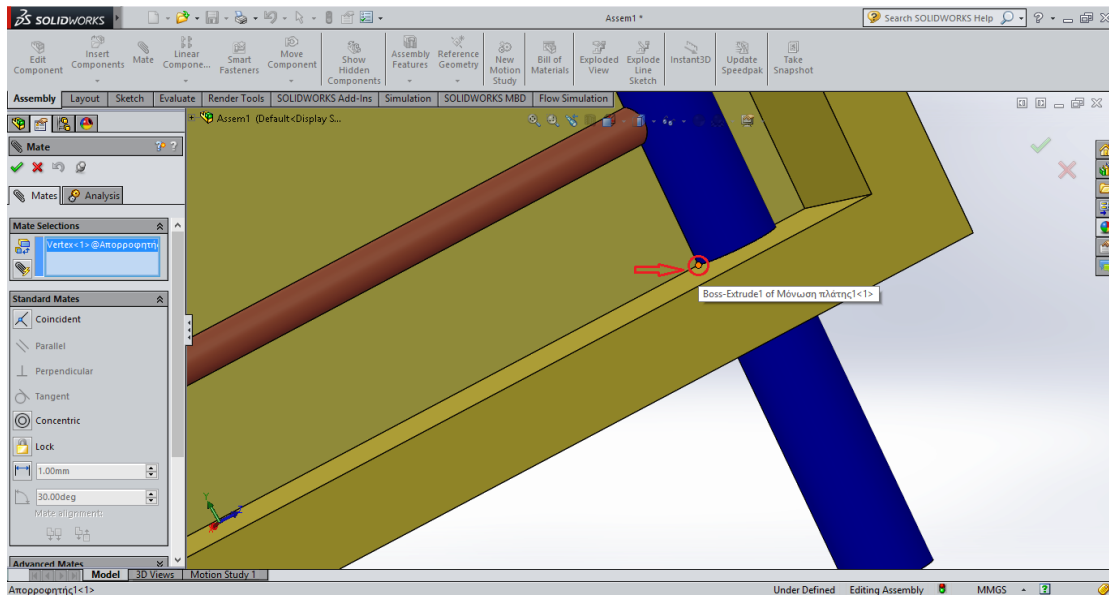 SOLIDWORKS
Assem1 *
Search SOLIDWORKS Help
Edit Component
Insert Components
Mate
Linear Compone...
Smart Fasteners
Move Component
Show Hidden Components
Assembly Features
Reference Geometry
New Motion Study
Bill of Materials
Exploded View
Explode Line Sketch
Instant3D
Update Speedpak
Take Snapshot
Assembly Layout Sketch Evaluate Render Tools SOLIDWORKS Add-Ins Simulation SOLIDWORKS MBD Flow Simulation
Assem1 (Default<Display S...
Mate
Mates Analysis
Mate Selections
Vertex<1>@Απορροφητή
Standard Mates
Coincident
Parallel
Perpendicular
Tangent
Concentric
Lock
1.00mm
30.00deg
Mate alignment:
Advanced Mates
Boss-Extrude1 of Μόνωση πλάτης1<1>
Y
Z
Model 3D Views Motion Study 1
Απορροφητής1<1>
Under Defined Editing Assembly MMGS